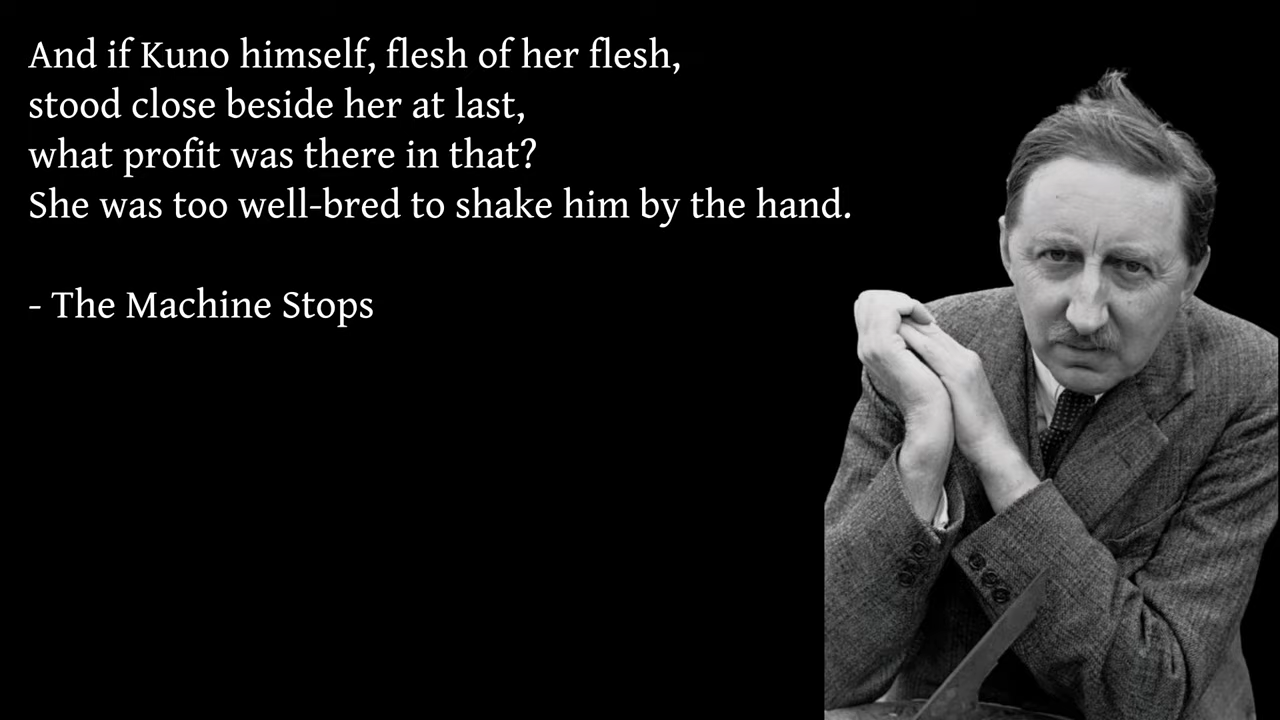 And if Kuno himself, flesh of her flesh,
stood close beside her at last,
what profit was there in that?
She was too well-bred to shake him by the hand.
- The Machine Stops